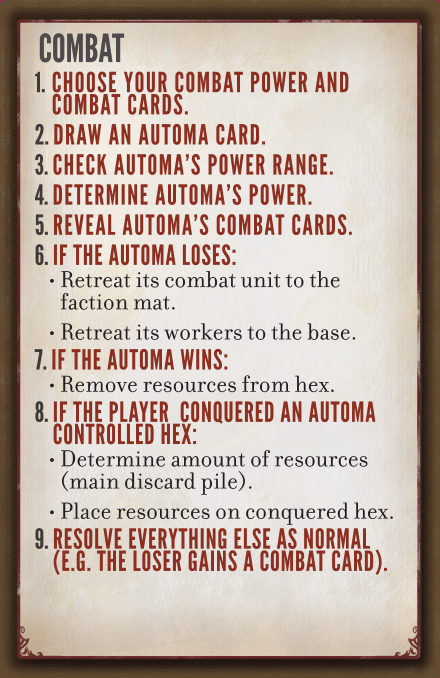 COMBAT
1. CHOOSE YOUR COMBAT POWER AND
COMBAT CARDS.
2. DRAW AN AUTOMA CARD.
3. CHECK AUTOMA'S POWER RANGE.
4. DETERMINE AUTOMA'S POWER.
5. REVEAL AUTOMA'S COMBAT CARDS.
6. IF THE AUTOMA LOSES:
• Retreat its combat unit to the
faction mat.
• Retreat its workers to the base.
7. IF THE AUTOMA WINS:
• Remove resources from hex.
8. IF THE PLAYER CONQUERED AN AUTOMA
CONTROLLED HEX:
• Determine amount of resources
(main discard pile).
• Place resources on conquered hex.
9. RESOLVE EVERYTHING ELSE AS NORMAL
(E.G. THE LOSER GAINS A COMBAT CARD).